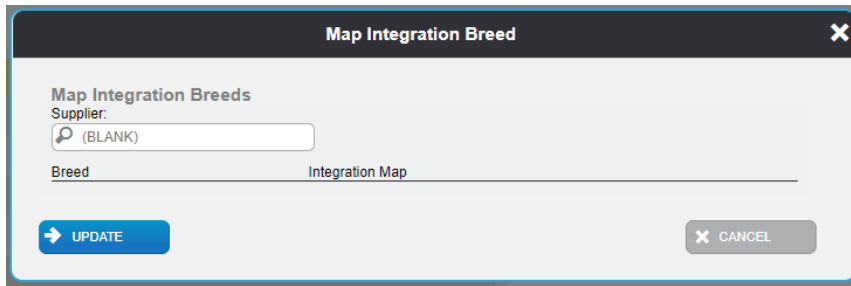 Map Integration Breed
Map Integration Breeds
Supplier:
(BLANK)
Breed Integration Map
UPDATE CANCEL